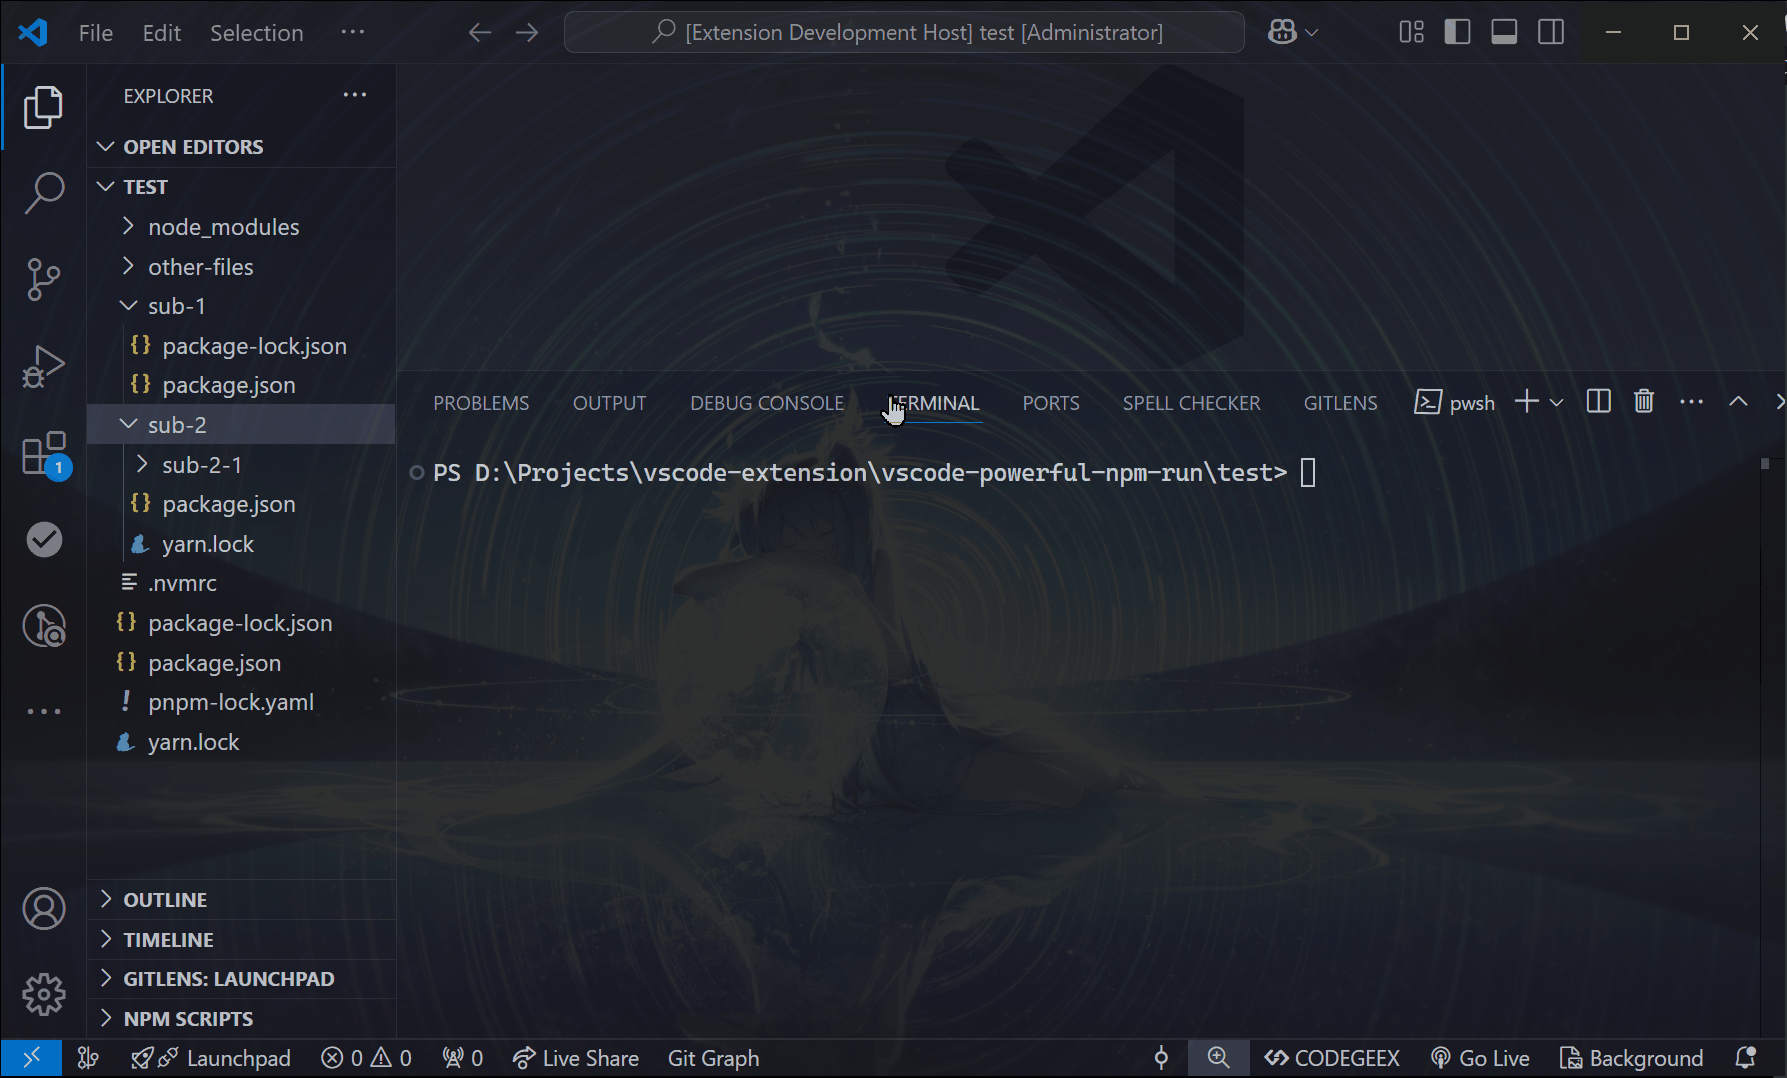 File Edit Selection ···
[Extension Development Host] test [Administrator]
EXPLORER
OPEN EDITORS
TEST
node_modules
other-files
sub-1
package-lock.json
package.json
sub-2
sub-2-1
package.json
yarn.lock
.nvmrc
package-lock.json
package.json
pnpm-lock.yaml
yarn.lock
OUTLINE
TIMELINE
GITLENS: LAUNCHPAD
NPM SCRIPTS
1
PROBLEMS OUTPUT DEBUG CONSOLE TERMINAL PORTS SPELL CHECKER GITLENS pwsh
PS D:\Projects\vscode-extension\vscode-powerful-npm-run\test>
Launchpad 0 0 0 Live Share Git Graph CODEGEEX Go Live Background